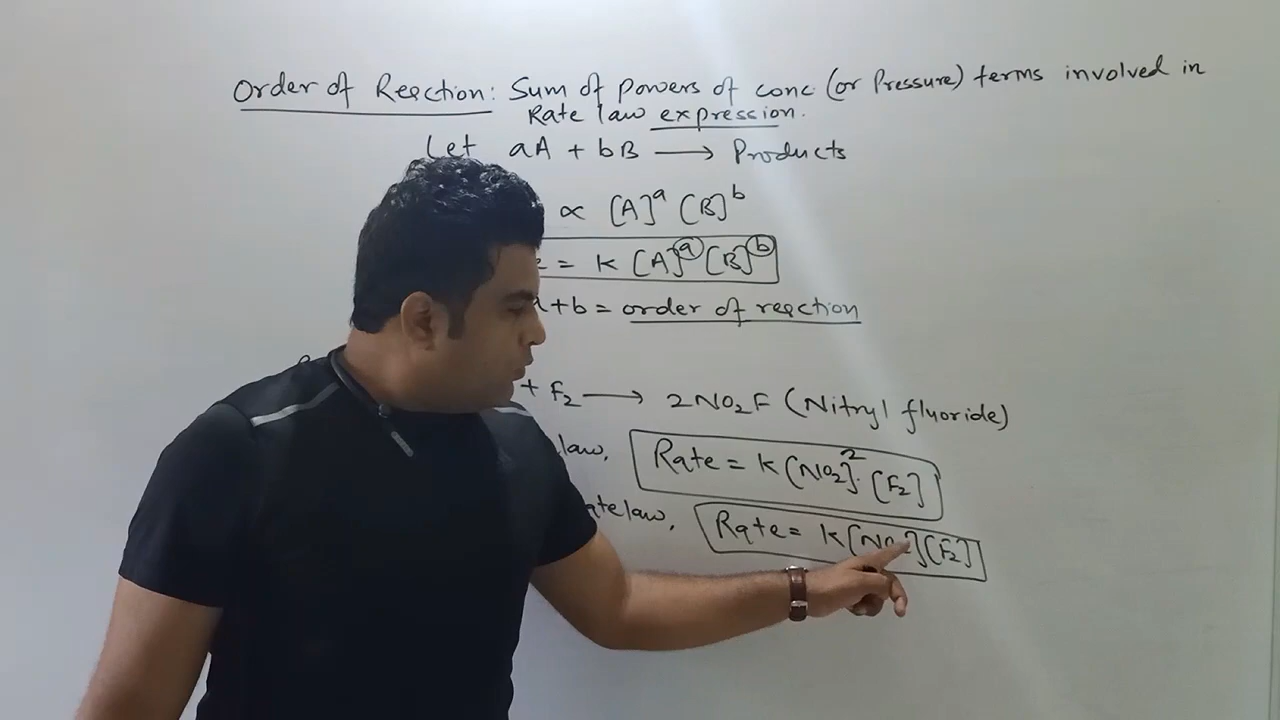 Order of Reaction: Sum of Powers of conc (or Pressure) terms involved in
Rate law expression.
Let aA + bB ⟶ Products
∝ [A]^a [B]^b
= K [A]^a [B]^b
+b = order of reaction
+ F₂ ⟶ 2NO₂F (Nitryl fluoride)
law, Rate = K[NO₂]². [F₂]
law, Rate = K[NO₂][F₂]